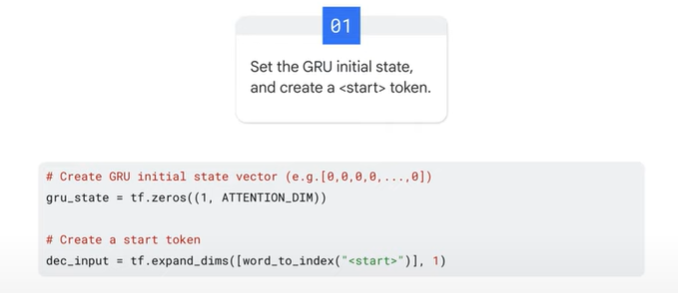 01
Set the GRU initial state,
and create a <start> token.
# Create GRU initial state vector (e.g.[0,0,0,0,...,0])
gru_state = tf.zeros((1, ATTENTION_DIM))
# Create a start token
dec_input = tf.expand_dims([word_to_index("<start>")], 1)